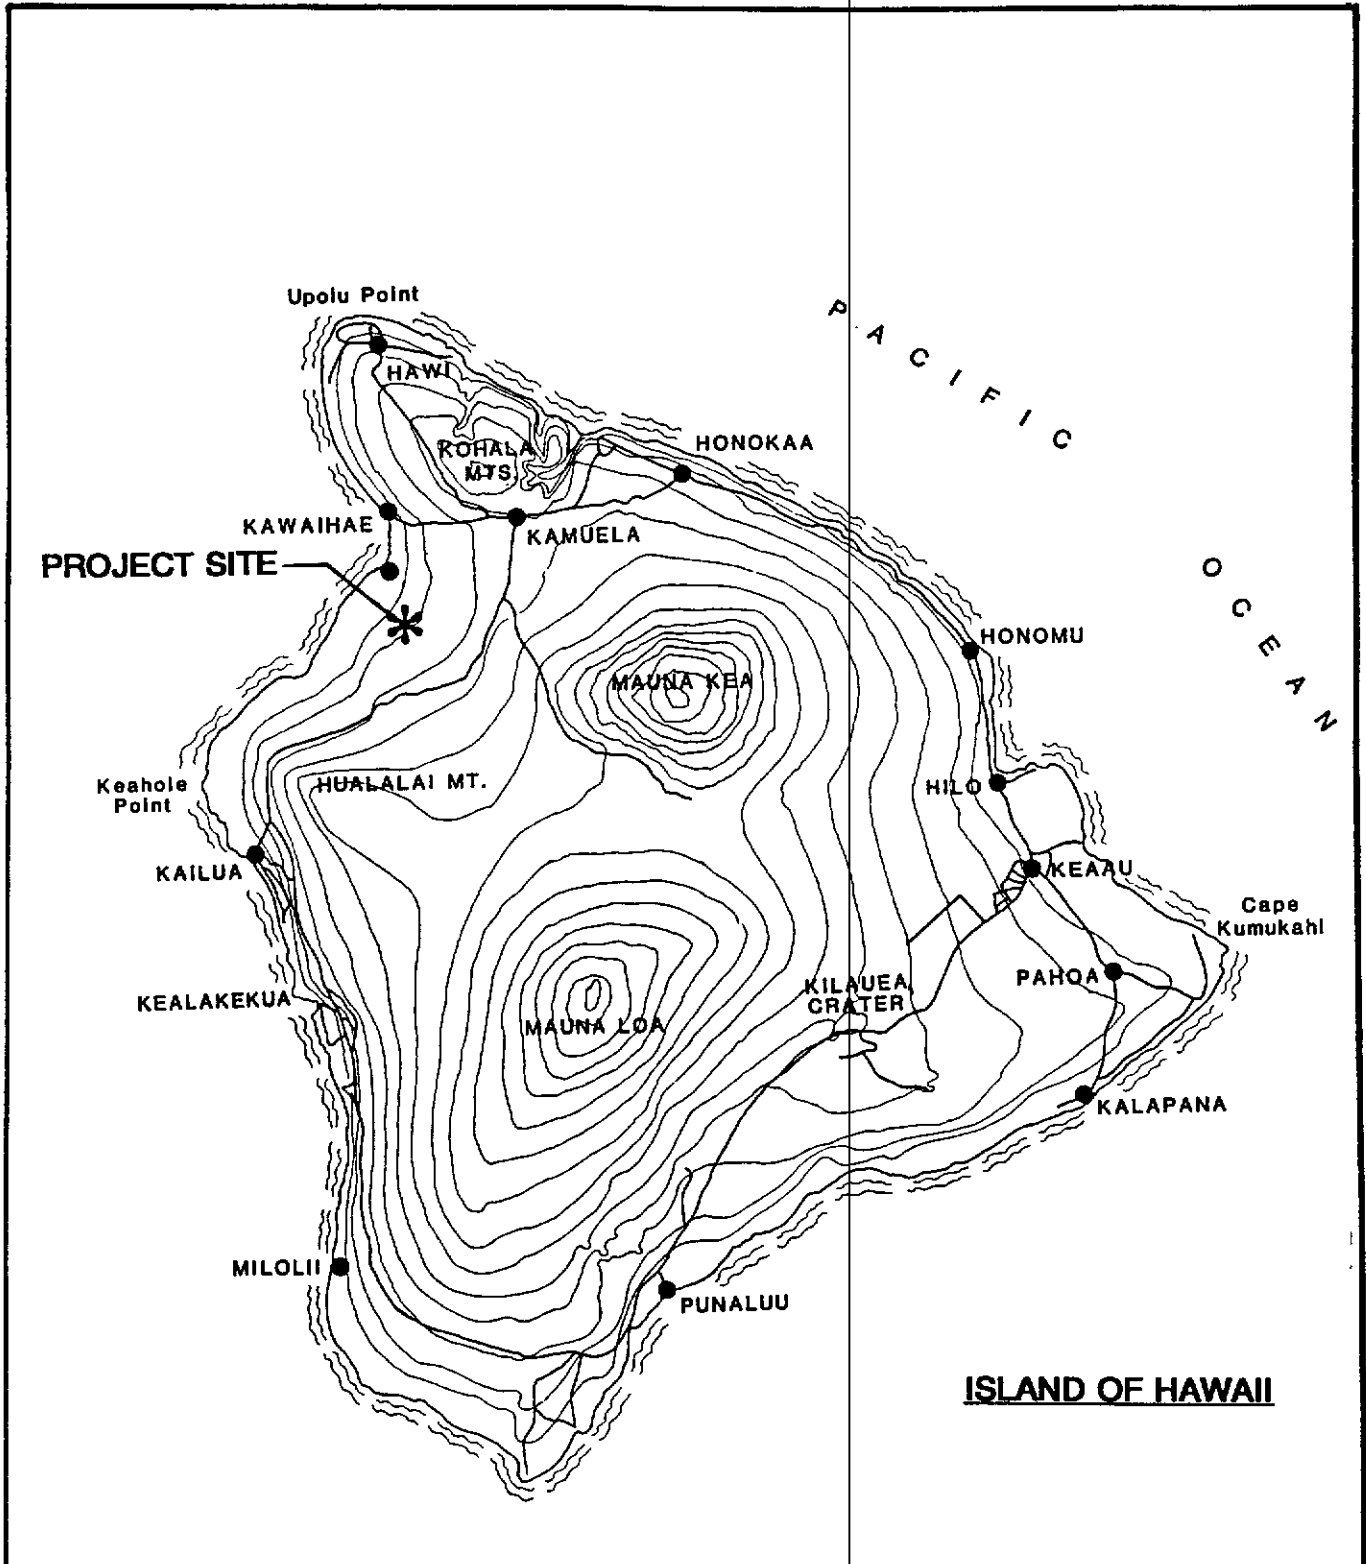 Upolu Point
PACIFIC
HAWI
HONOKAA
KOHALA
MTS.
KAWAIHAE
KAMUELA
PROJECT SITE
OCEAN
HONOMU
MAUNA KEA
Keahole
Point
HUALALAI MT.
HILO
KAILUA
KEAAU
Cape
Kumukahi
KEALAKEKUA
KILAUEA
CRATER
PAHOA
MAUNA LOA
KALAPANA
MILOLII
PUNALUU
ISLAND OF HAWAII